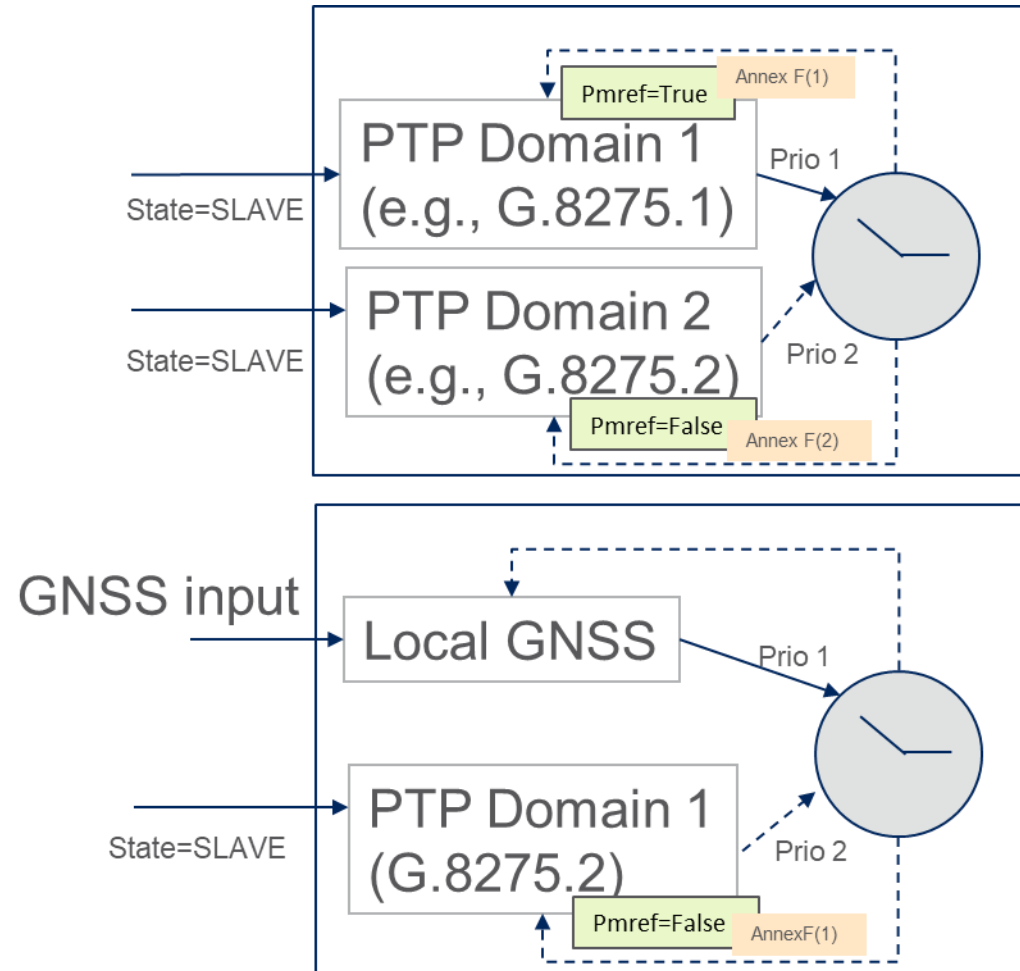 Annex F(1)
Pmref=True
PTP Domain 1
(e.g., G.8275.1)
Prio 1
State=SLAVE
PTP Domain 2
(e.g., G.8275.2)
State=SLAVE
Prio 2
Pmref=False
Annex F(2)
GNSS input
Local GNSS
Prio 1
PTP Domain 1
(G.8275.2)
State=SLAVE
Prio 2
Pmref=False
AnnexF(1)